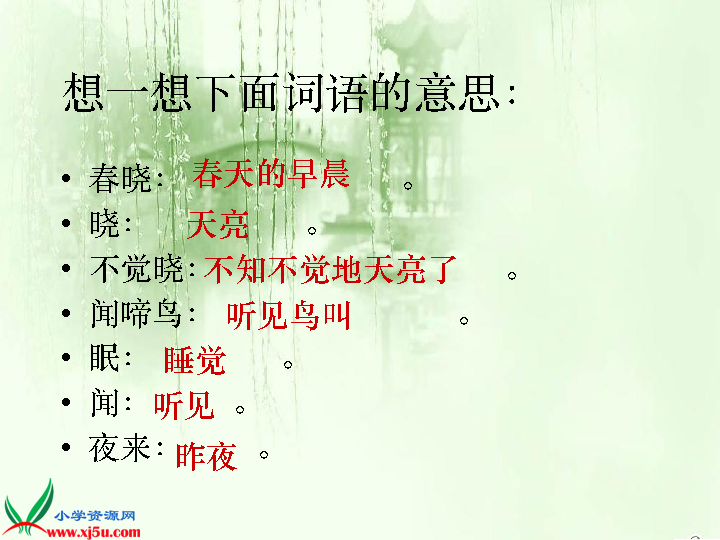 想一想下面词语的意思：
• 春晓： 春天的早晨 。
• 晓： 天亮 。
• 不觉晓：不知不觉地天亮了 。
• 闻啼鸟： 听见鸟叫 。
• 眠： 睡觉 。
• 闻： 听见 。
• 夜来： 昨夜 。
小学资源网
www.xj5u.com